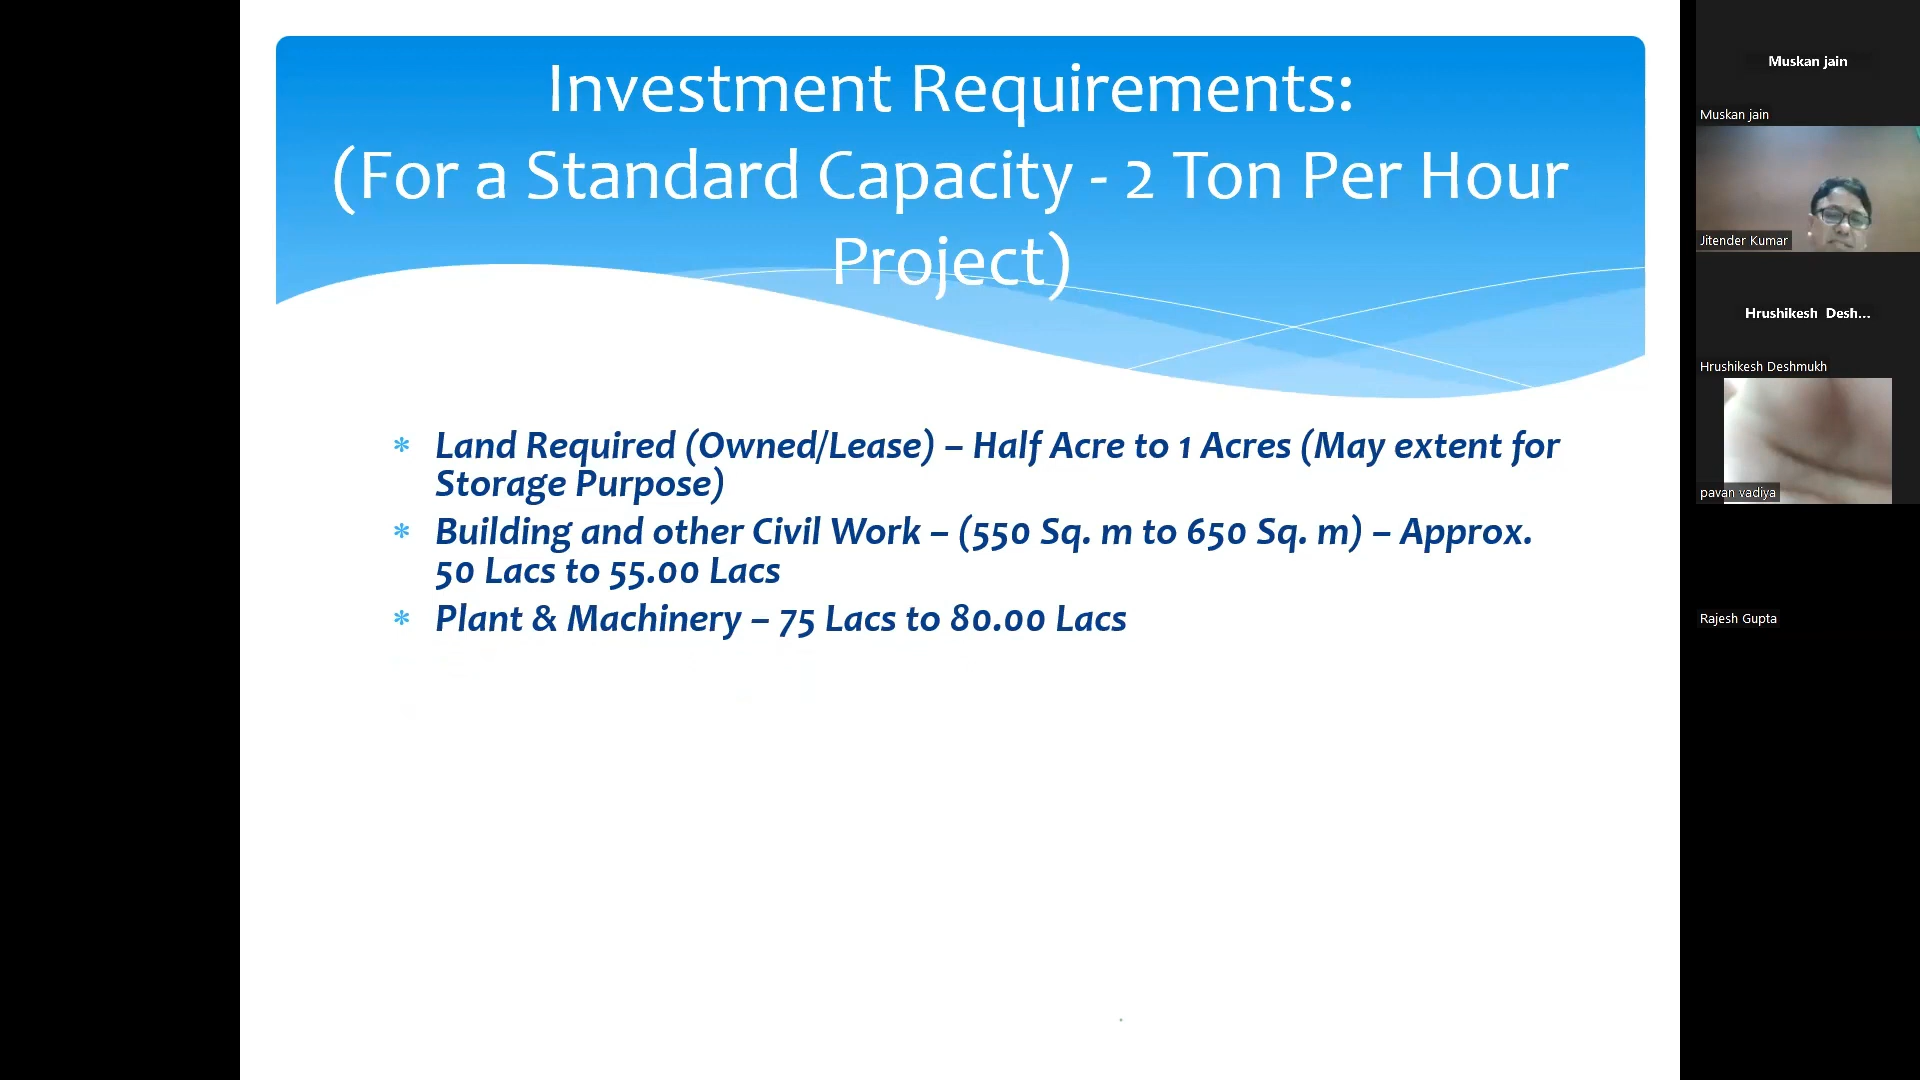 Investment Requirements:
(For a Standard Capacity - 2 Ton Per Hour
Project)
* Land Required (Owned/Lease) – Half Acre to 1 Acres (May extent for
Storage Purpose)
* Building and other Civil Work – (550 Sq. m to 650 Sq. m) – Approx.
50 Lacs to 55.00 Lacs
* Plant & Machinery – 75 Lacs to 80.00 Lacs
Muskan jain
Muskan jain
Jitender Kumar
Hrushikesh Desh...
Hrushikesh Deshmukh
pavan vadiya
Rajesh Gupta